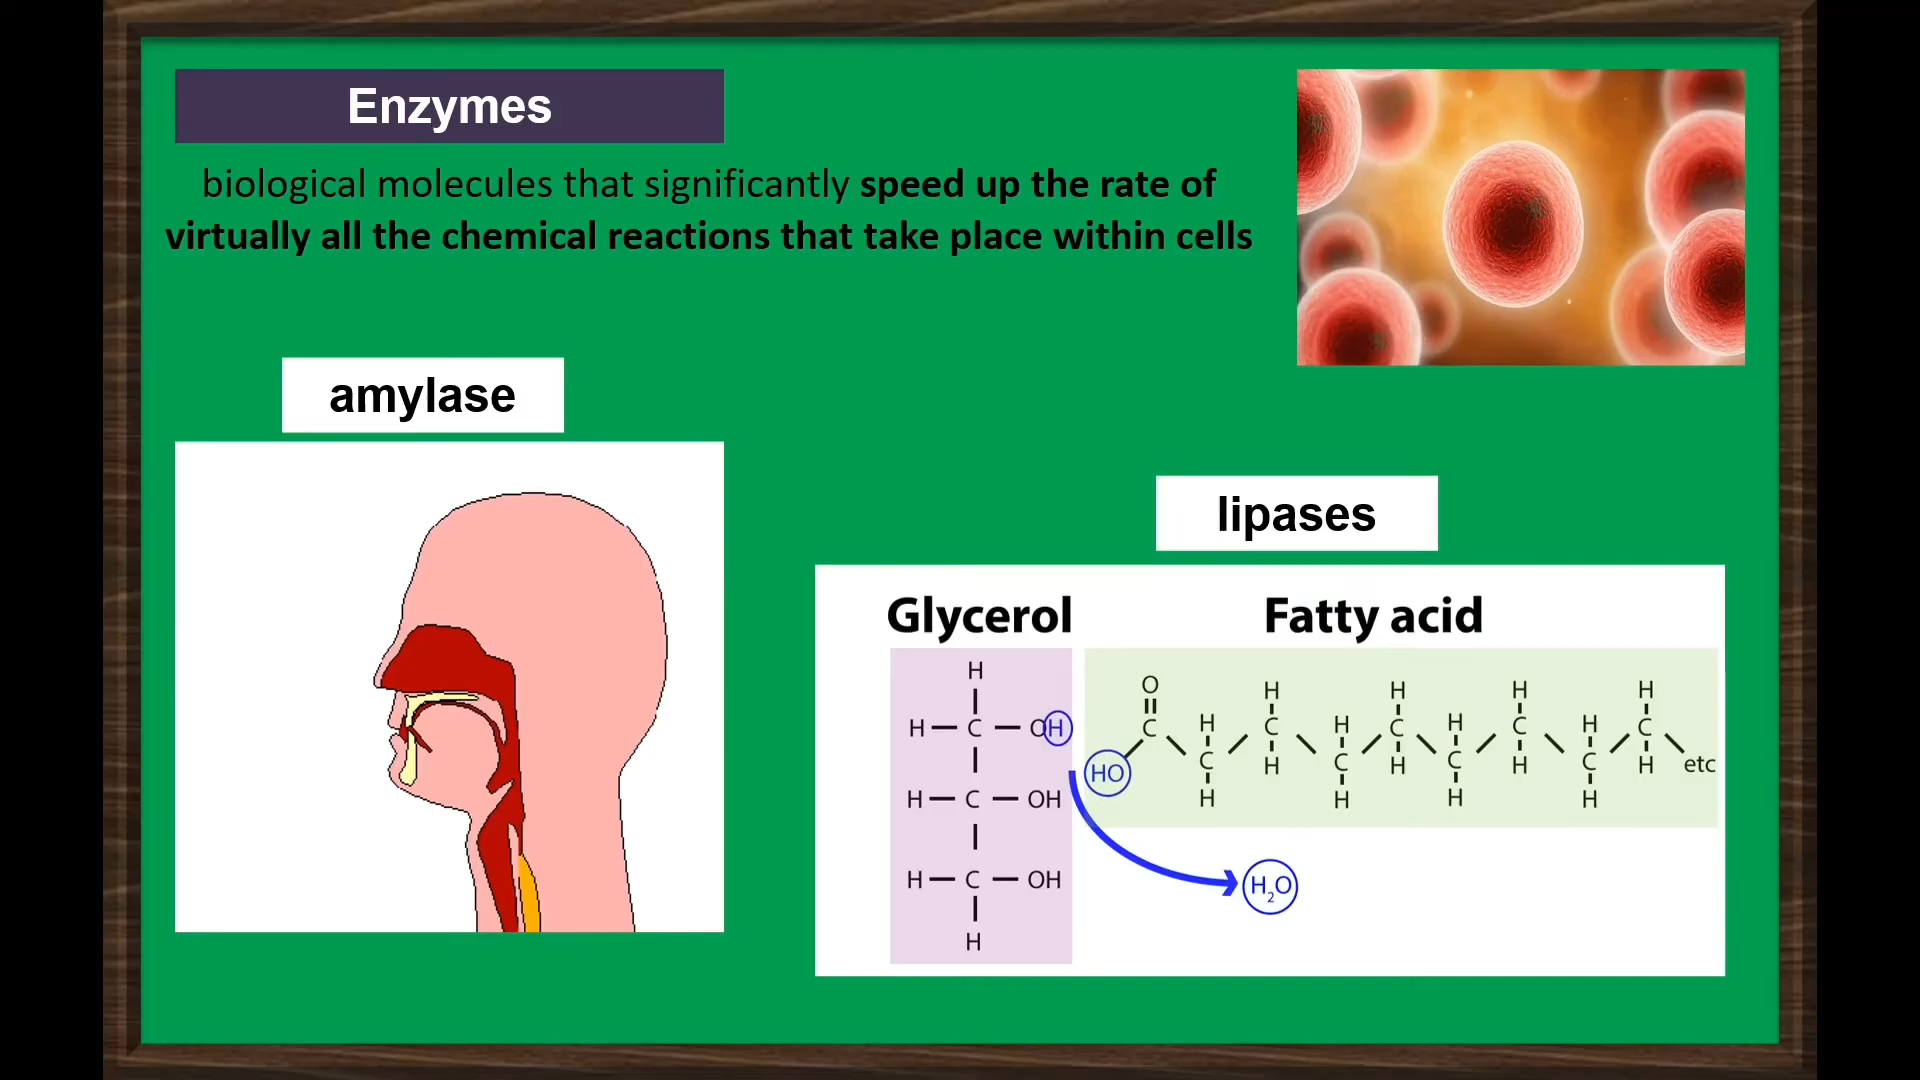 Enzymes
biological molecules that significantly speed up the rate of
virtually all the chemical reactions that take place within cells
amylase
lipases
Glycerol
Fatty acid
H
H — C — OH
H — C — OH
H — C — OH
H
O
C
HO
H
C
H
H
C
H
H
C
H
H
C
H
H
C
H
H
C
H
H
C
H
H
C
H
etc
H₂O